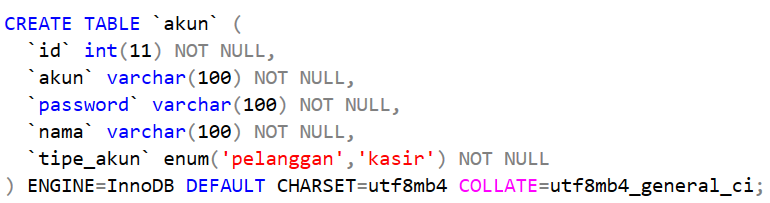 CREATE TABLE `akun` (
  `id` int(11) NOT NULL,
  `akun` varchar(100) NOT NULL,
  `password` varchar(100) NOT NULL,
  `nama` varchar(100) NOT NULL,
  `tipe_akun` enum('pelanggan','kasir') NOT NULL
) ENGINE=InnoDB DEFAULT CHARSET=utf8mb4 COLLATE=utf8mb4_general_ci;